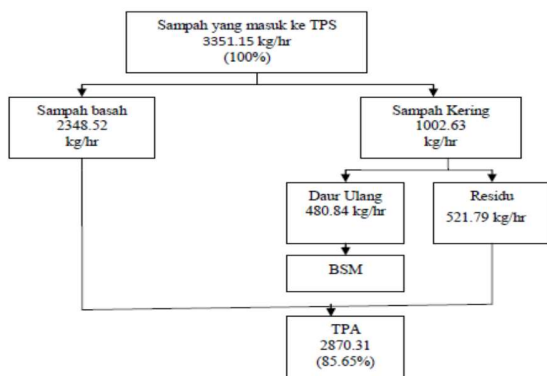 Sampah yang masuk ke TPS
3351.15 kg/hr
(100%)
Sampah basah
2348.52
kg/hr
Sampah Kering
1002.63
kg/hr
Daur Ulang
480.84 kg/hr
Residu
521.79 kg/hr
BSM
TPA
2870.31
(85.65%)